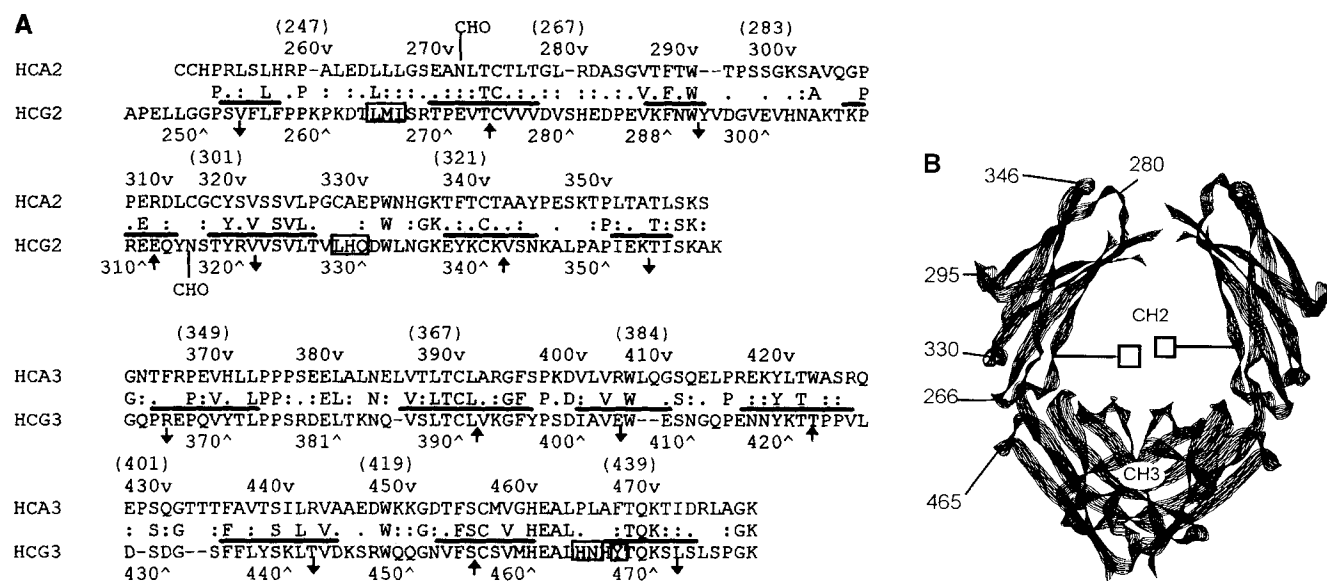 A
(247) CHO (267) (283)
260v 270v 280v 290v 300v
HCA2 CCHPRLSLHRP-ALEDLLLGSEANLTCTLTGL-RDASGVTFTW--TPSSGKSAVQGP
P.: L .P : L:: .:::TC::: : . : .V.F.W . .:A P
HCG2 APELLGGPSVFLFPPKPKDTLMISRTPEVTCVVVDVSHEDPEVKFNWYVDGVEVHNAKTKP
250^ 260^ 270^ 280^ 290^ 300^
(301) (321)
310v 320v 330v 340v 350v
HCA2 PERDLCGCYSVSSVLPGCAEPWNHGKTFTCTAAYPESKTPLTATLSKS
.E : : Y.V SVL. W :GK.:.C.: . :P:. .T:SK:
HCG2 REEQYNSTYRVVSVLTVLHQDWLNGKEYKCKVSNKALPAPIEKTISKAK
310^ 320^ 330^ 340^ 350^
CHO
(349) (367) (384)
370v 380v 390v 400v 410v 420v
HCA3 GNTFRPEVHLLPPPSEELALNELVTLTCLARGFSPKDVLVRWLQGSQELPREKYLTWASRQ
G:. P:V. LPP:.:EL: N: V:LTCL.:GF P.D: V W .S:. P ::Y T ::
HCG3 GQPREPQVYTLPPSRDELTKNQ-VSLTCLVKGFYPSDIAVEW--ESNGQPENNYKTTPPVL
370^ 381^ 390^ 400^ 410^ 420^
(401) (419) (439)
430v 440v 450v 460v 470v
HCA3 EPSQGTTTFAVTSILRVAAEDWKKGDTFSCMVGHEALPLAFTQKTIDRLAGK
: S:G F : S L V. W::G:.FSC V HEAL. .:TQK::. GK
HCG3 D-SDG--SFFLYSKLTVDKSRWQQGNVFSCSVMHEALHNHYTQKSLSLSPGK
430^ 440^ 450^ 460^ 470^
B
346
280
295
CH2
330
266
CH3
465